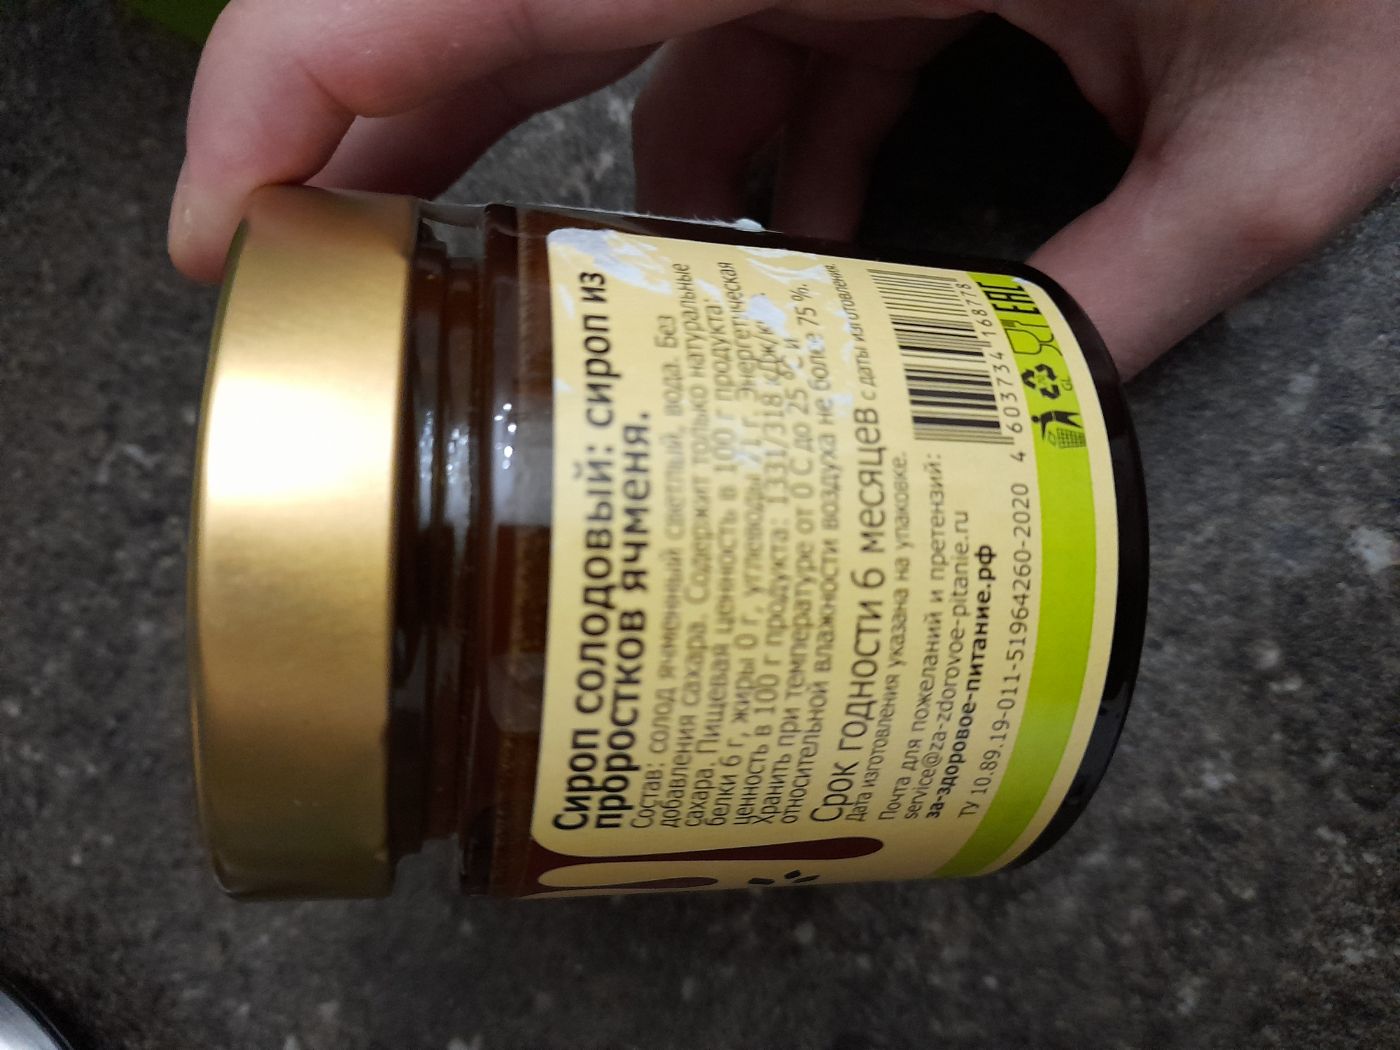 Сироп солодовый: сироп из
проростков ячменя.
Состав: солод ячменный светлый, вода. Без
добавления сахара. Содержит только натуральные
сахара. Пищевая ценность в 100 г продукта:
белки 6 г, жиры 0 г, углеводы 71 г. Энергетическая
ценность в 100 г продукта: 1331/318 кДж/
Хранить при температуре от 0 С до 25 С и
относительной влажности воздуха не более 75 %.
Срок годности 6 месяцев с даты изготовления.
Дата изготовления указана на упаковке.
Почта для пожеланий и претензий:
service@za-zdorovoe-pitanie.ru
за-здоровое-питание.рф
ТУ 10.89.19-011-51964260-2020
4 603734 168778
GL
EAC